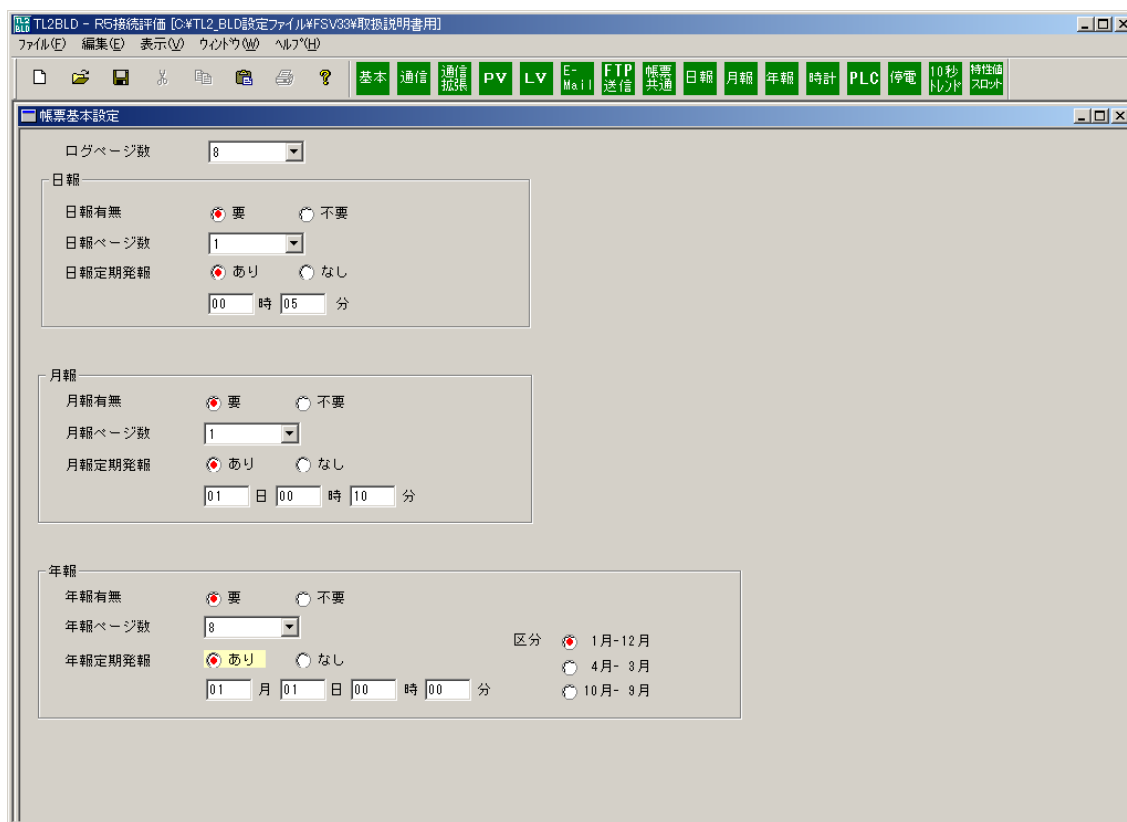 TL2BLD - R5接続評価 [C:¥TL2_BLD設定ファイル¥FSV33¥取扱説明書用]
ファイル(F) 編集(E) 表示(V) ウィンドウ(W) ヘルプ(H)
基本 通信 通信拡張 PV LV E-Mail FTP送信 帳票共通 日報 月報 年報 時計 PLC 停電 10秒トレンド 特性値スロット
帳票基本設定
ログページ数 8
日報
日報有無 要 不要
日報ページ数 1
日報定期発報 あり なし
00 時 05 分
月報
月報有無 要 不要
月報ページ数 1
月報定期発報 あり なし
01 日 00 時 10 分
年報
年報有無 要 不要
年報ページ数 8
区分 1月-12月
年報定期発報 あり なし
4月- 3月
01 月 01 日 00 時 00 分
10月- 9月